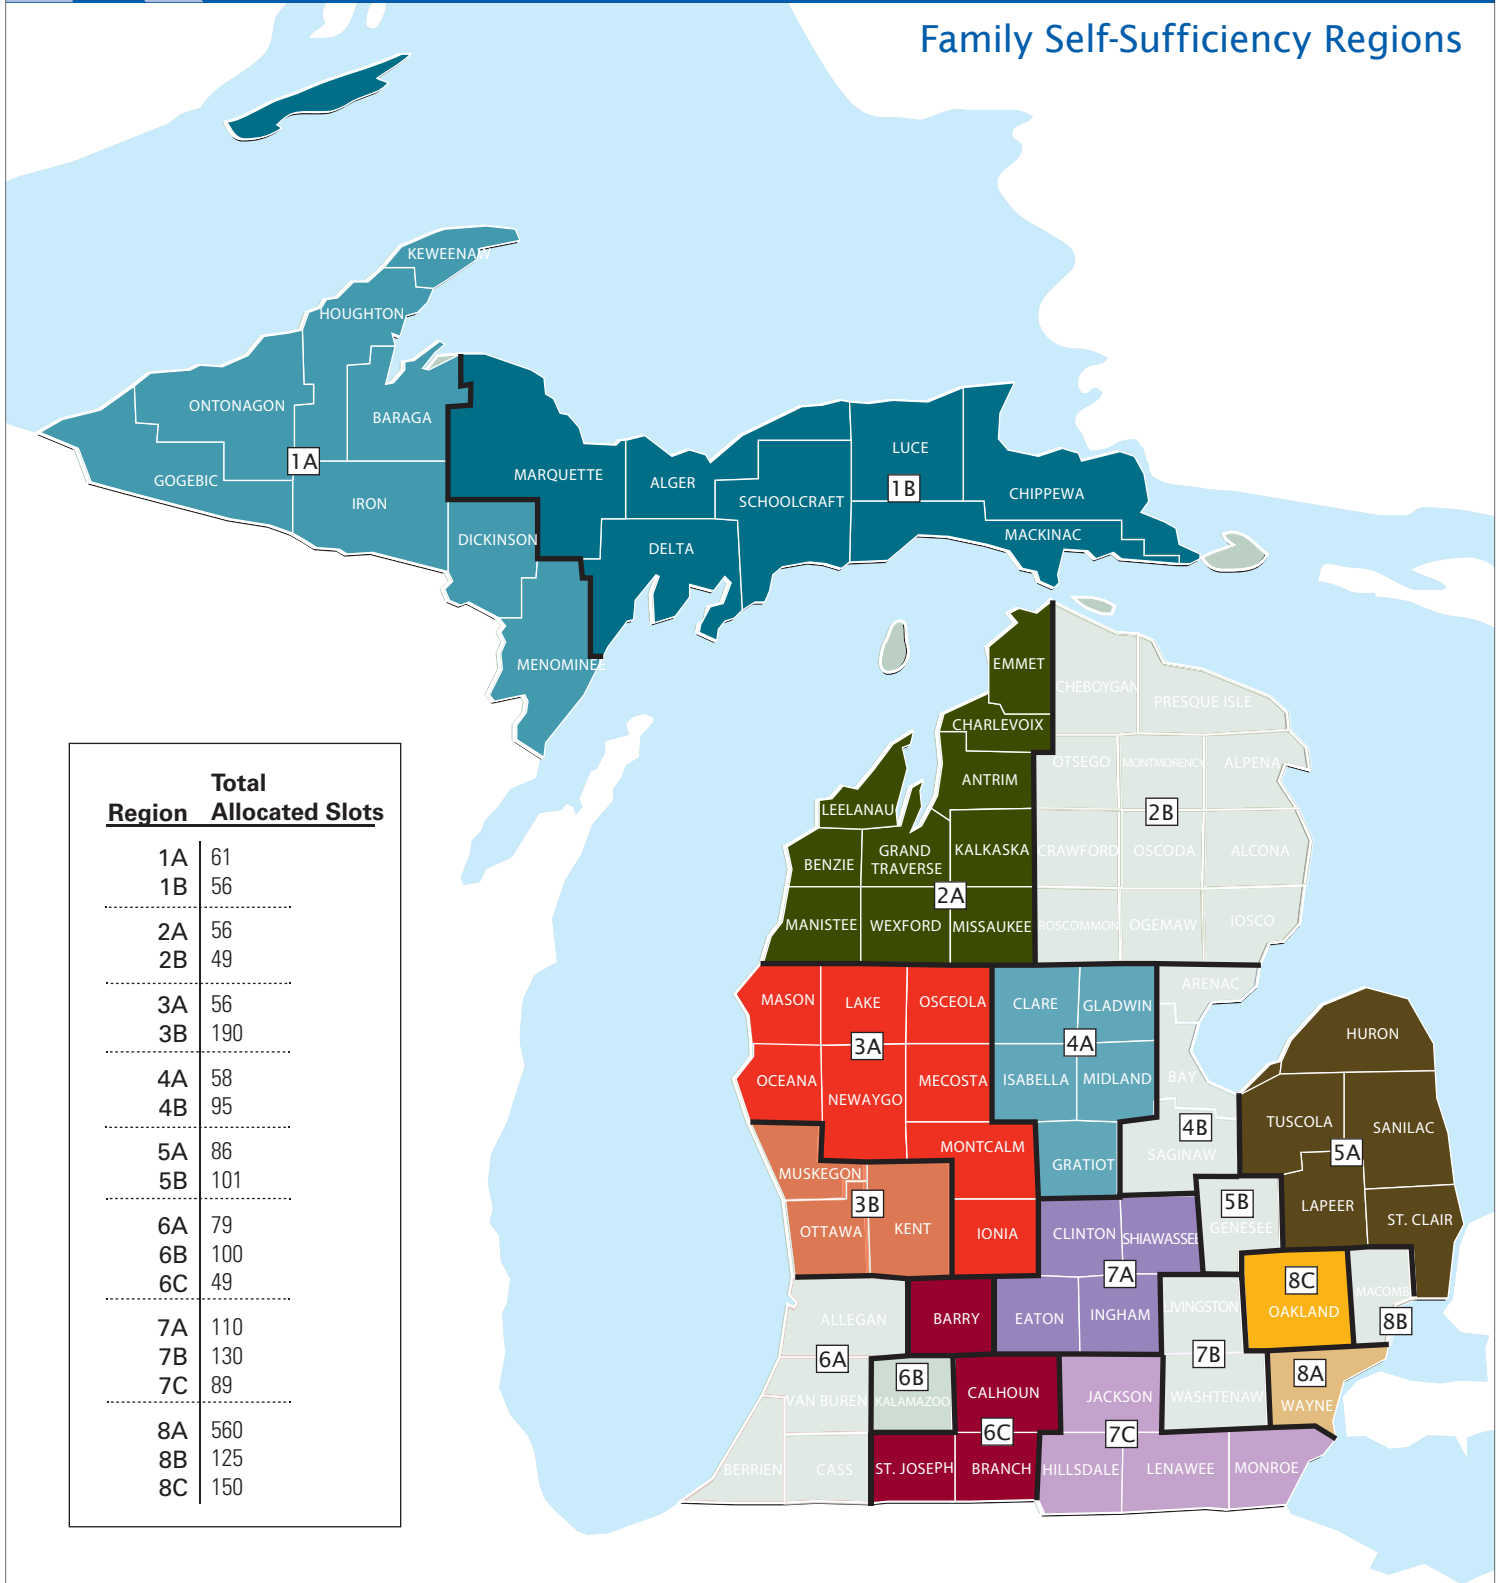 Family Self-Sufficiency Regions
KEWEENAW
HOUGHTON
ONTONAGON
BARAGA
1A
GOGEBIC
IRON
DICKINSON
MENOMINEE
MARQUETTE
ALGER
LUCE
1B
SCHOOLCRAFT
CHIPPEWA
MACKINAC
DELTA
EMMET
CHEBOYGAN
PRESQUE ISLE
CHARLEVOIX
OTSEGO
MONTMORENCY
ALPENA
ANTRIM
LEELANAU
2B
BENZIE
GRAND
TRAVERSE
KALKASKA
CRAWFORD
OSCODA
ALCONA
2A
MANISTEE
WEXFORD
MISSAUKEE
ROSCOMMON
OGEMAW
IOSCO
MASON
LAKE
OSCEOLA
CLARE
GLADWIN
ARENAC
3A
4A
HURON
OCEANA
NEWAYGO
MECOSTA
ISABELLA
MIDLAND
BAY
4B
TUSCOLA
SANILAC
5A
MONTCALM
GRATIOT
SAGINAW
MUSKEGON
3B
5B
LAPEER
ST. CLAIR
OTTAWA
KENT
IONIA
CLINTON
SHIAWASSEE
GENESEE
7A
8C
ALLEGAN
BARRY
EATON
INGHAM
LIVINGSTON
OAKLAND
MACOMB
8B
6A
6B
7B
8A
VAN BUREN
KALAMAZOO
CALHOUN
JACKSON
WASHTENAW
WAYNE
6C
7C
BERRIEN
CASS
ST. JOSEPH
BRANCH
HILLSDALE
LENAWEE
MONROE
Total
Region Allocated Slots
1A 61
1B 56
2A 56
2B 49
3A 56
3B 190
4A 58
4B 95
5A 86
5B 101
6A 79
6B 100
6C 49
7A 110
7B 130
7C 89
8A 560
8B 125
8C 150